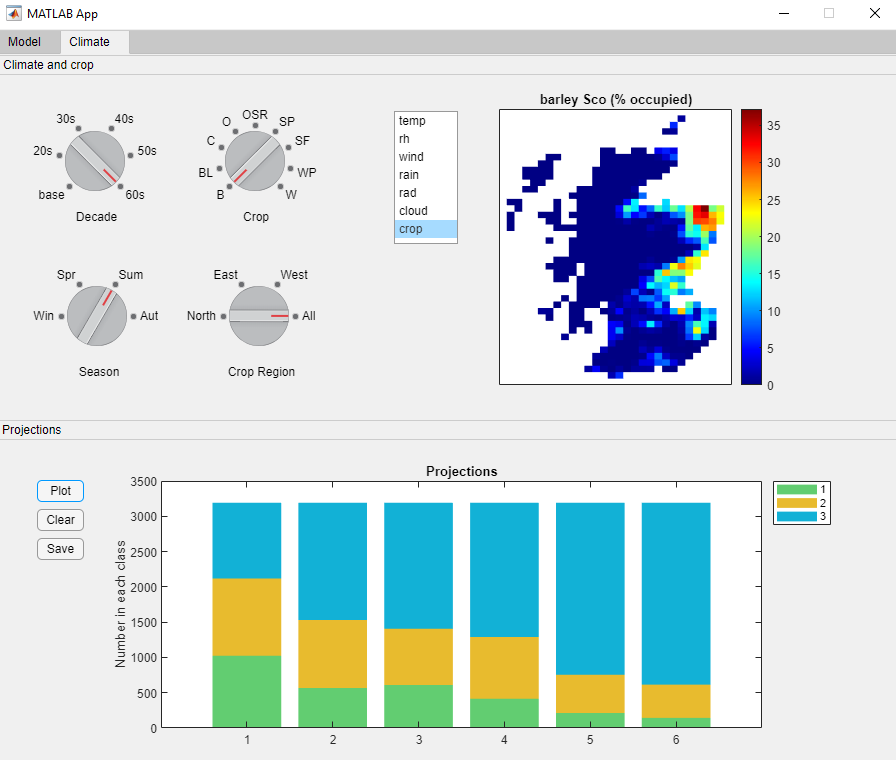 MATLAB App
Model Climate
Climate and crop
30s 40s
20s 50s
base 60s
Decade
OSR
O SP
C SF
BL WP
B W
Crop
Spr Sum
Win Aut
Season
East West
North All
Crop Region
temp
rh
wind
rain
rad
cloud
crop
barley Sco (% occupied)
35
30
25
20
15
10
5
0
Projections
Plot
Clear
Save
Projections
Number in each class
3500
3000
2500
2000
1500
1000
500
0
1 2 3 4 5 6
1
2
3